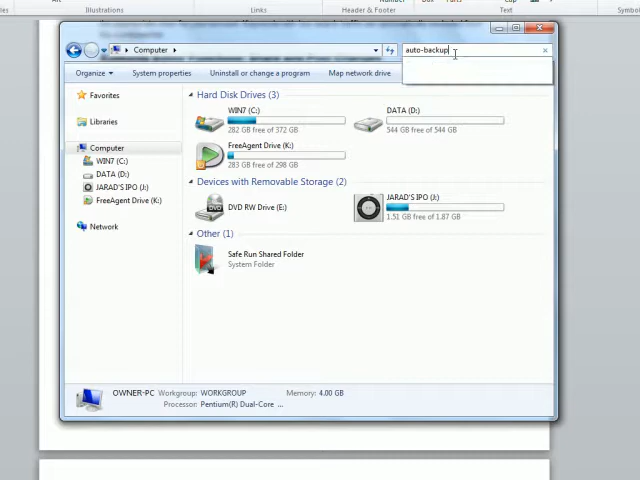 Illustrations
Links
Header & Footer
Text
Computer
auto-backup
Organize
System properties
Uninstall or change a program
Map network drive
Favorites
Libraries
Computer
WIN7 (C:)
DATA (D:)
JARAD'S IPO (J:)
FreeAgent Drive (K:)
Network
Hard Disk Drives (3)
WIN7 (C:)
282 GB free of 372 GB
DATA (D:)
544 GB free of 544 GB
FreeAgent Drive (K:)
283 GB free of 298 GB
Devices with Removable Storage (2)
DVD RW Drive (E:)
JARAD'S IPO (J:)
1.51 GB free of 1.87 GB
Other (1)
Safe Run Shared Folder
System Folder
OWNER-PC Workgroup: WORKGROUP Memory: 4.00 GB
Processor: Pentium(R) Dual-Core ...